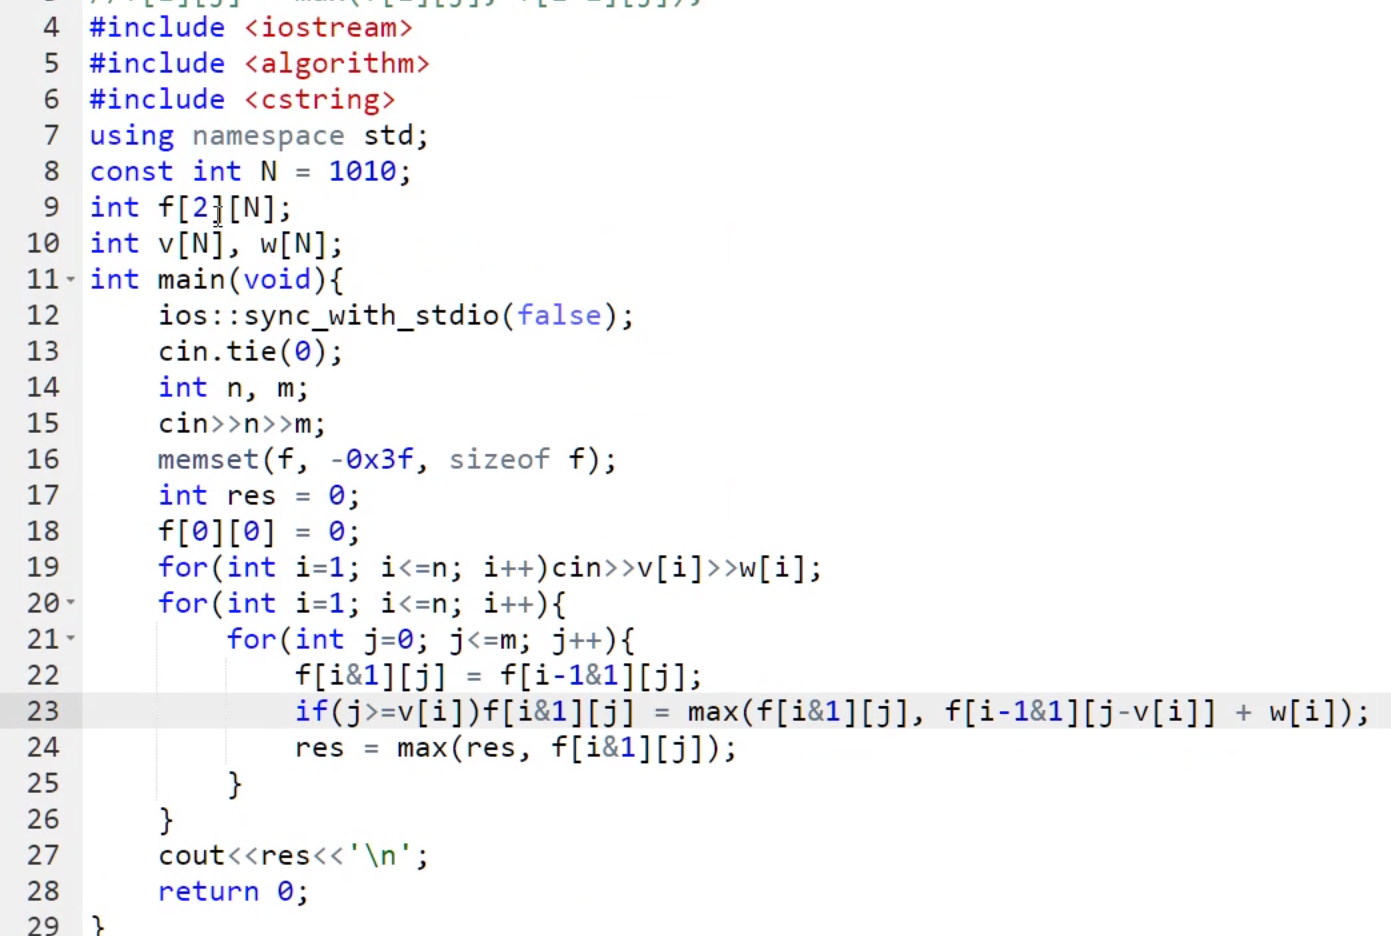 4 #include <iostream>
5 #include <algorithm>
6 #include <cstring>
7 using namespace std;
8 const int N = 1010;
9 int f[2][N];
10 int v[N], w[N];
11 int main(void){
12 ios::sync_with_stdio(false);
13 cin.tie(0);
14 int n, m;
15 cin>>n>>m;
16 memset(f, -0x3f, sizeof f);
17 int res = 0;
18 f[0][0] = 0;
19 for(int i=1; i<=n; i++)cin>>v[i]>>w[i];
20 for(int i=1; i<=n; i++){
21 for(int j=0; j<=m; j++){
22 f[i&1][j] = f[i-1&1][j];
23 if(j>=v[i])f[i&1][j] = max(f[i&1][j], f[i-1&1][j-v[i]] + w[i]);
24 res = max(res, f[i&1][j]);
25 }
26 }
27 cout<<res<<'\n';
28 return 0;
29 }